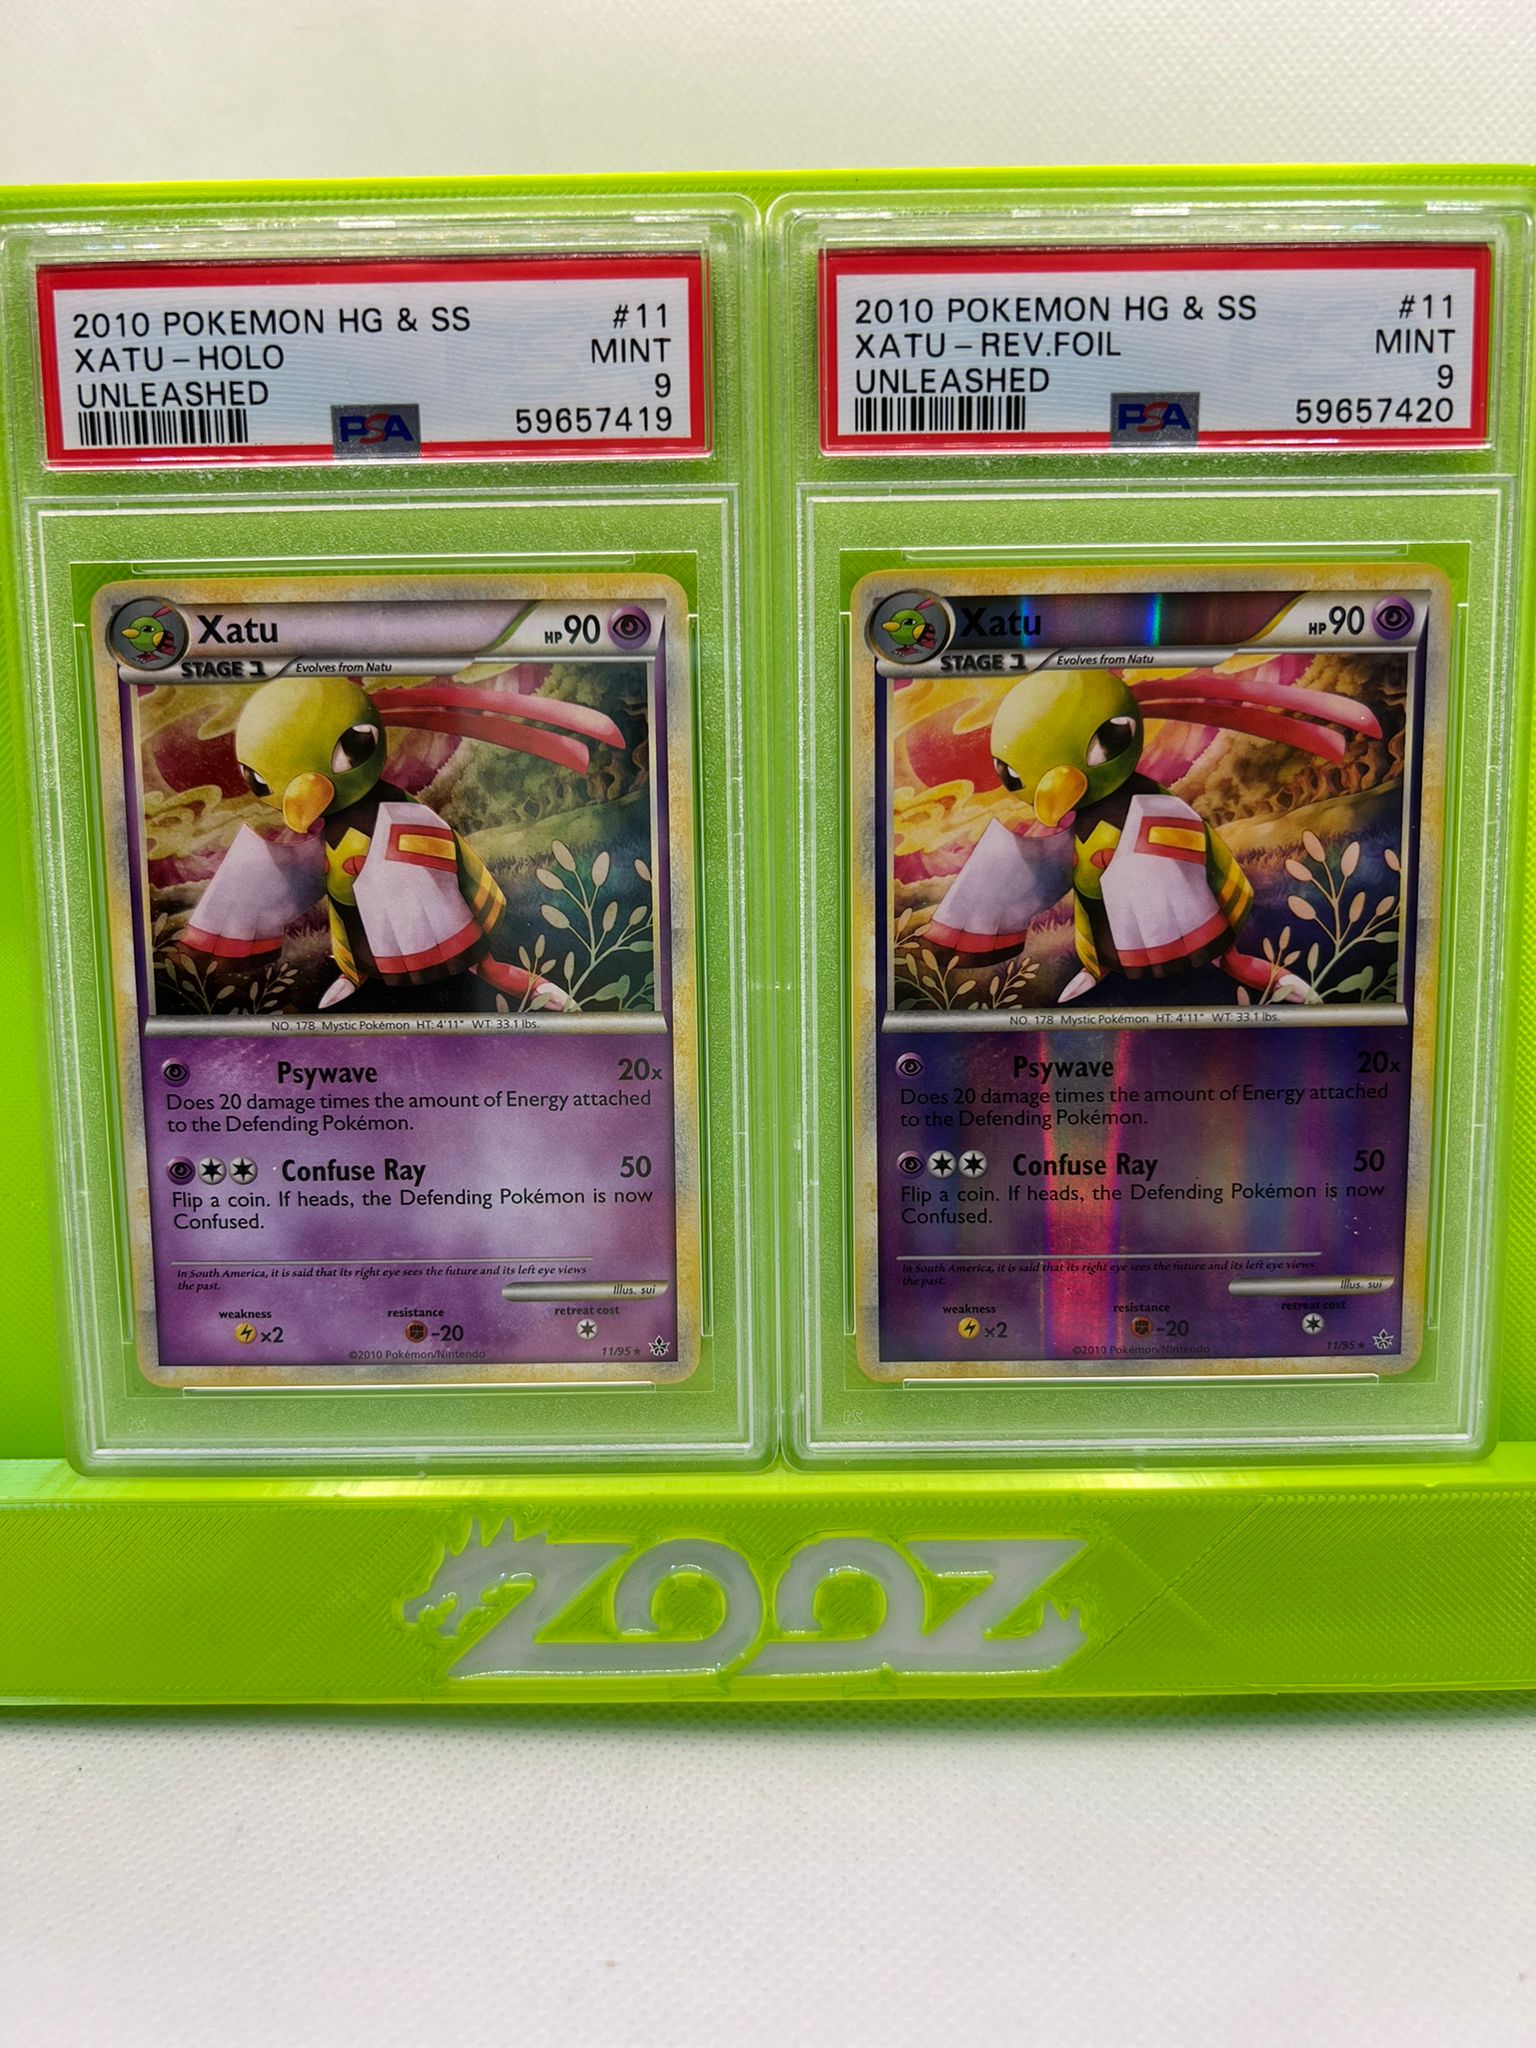 2010 POKEMON HG & SS #11
XATU-HOLO MINT
UNLEASHED 9
PSA 59657419
Xatu HP 90
STAGE 1 Evolves from Natu
NO. 178 Mystic Pokémon HT: 4'11" WT: 33.1 lbs.
Psywave 20x
Does 20 damage times the amount of Energy attached
to the Defending Pokémon.
Confuse Ray 50
Flip a coin. If heads, the Defending Pokémon is now
Confused.
In South America, it is said that its right eye sees the future and its left eye views
the past.
Illus. sui
weakness resistance retreat cost
×2 -20
©2010 Pokémon/Nintendo 11/95 ★
2010 POKEMON HG & SS #11
XATU-REV.FOIL MINT
UNLEASHED 9
PSA 59657420
Xatu HP 90
STAGE 1 Evolves from Natu
NO. 178 Mystic Pokémon HT: 4'11" WT: 33.1 lbs.
Psywave 20x
Does 20 damage times the amount of Energy attached
to the Defending Pokémon.
Confuse Ray 50
Flip a coin. If heads, the Defending Pokémon is now
Confused.
In South America, it is said that its right eye sees the future and its left eye views
the past.
Illus. sui
weakness resistance retreat cost
×2 -20
©2010 Pokémon/Nintendo 11/95 ★
ZOOZ